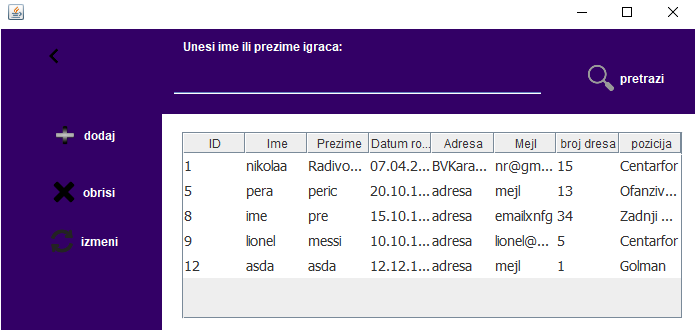 Unesi ime ili prezime igraca:
pretrazi
dodaj
obrisi
izmeni
ID Ime Prezime Datum ro... Adresa Mejl broj dresa pozicija
1 nikolaa Radivo... 07.04.2... BVKara... nr@gm... 15 Centarfor
5 pera peric 20.10.1... adresa mejl 13 Ofanziv...
8 ime pre 15.10.1... adresa emailxnfg 34 Zadnji ...
9 lionel messi 10.10.1... adresa lionel@... 5 Centarfor
12 asda asda 12.12.1... adresa mejl 1 Golman